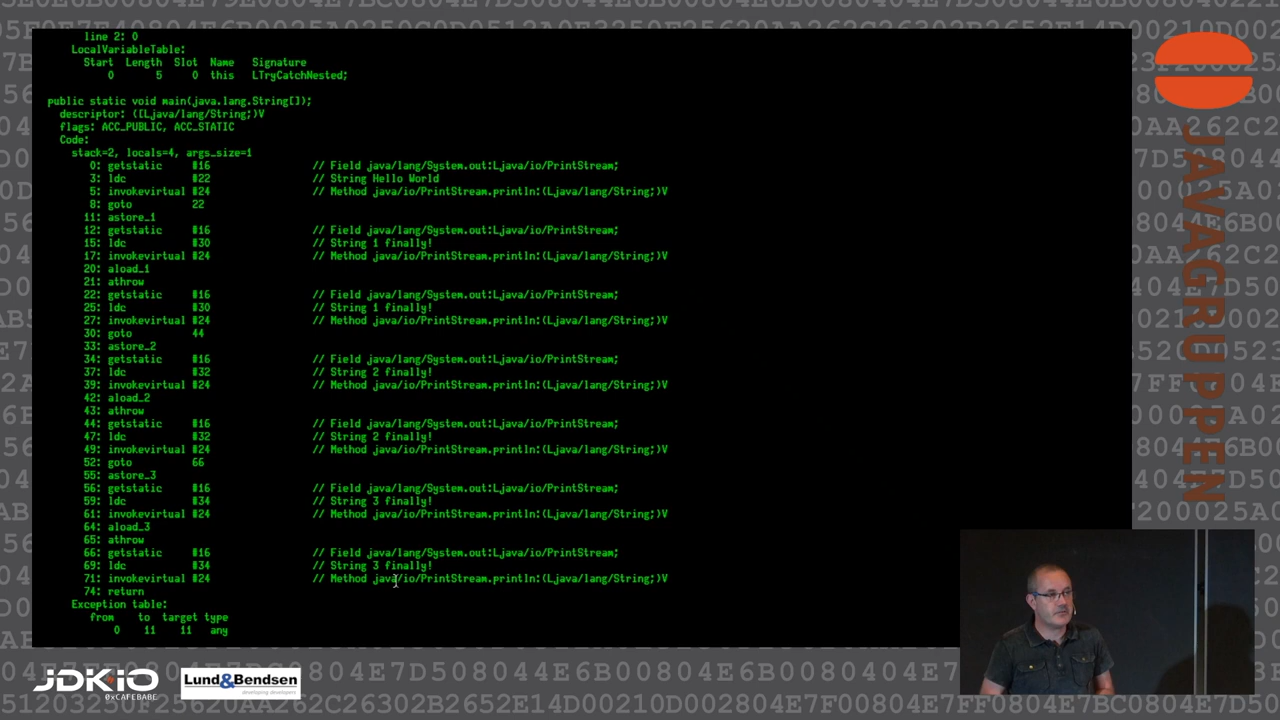 line 2: 0
LocalVariableTable:
Start  Length  Slot  Name   Signature
0       5     0  this   LTryCatchNested;
public static void main(java.lang.String[]);
descriptor: ([Ljava/lang/String;)V
flags: ACC_PUBLIC, ACC_STATIC
Code:
stack=2, locals=4, args_size=1
0: getstatic     #16                 // Field java/lang/System.out:Ljava/io/PrintStream;
3: ldc           #22                 // String Hello World
5: invokevirtual #24                 // Method java/io/PrintStream.println:(Ljava/lang/String;)V
8: goto          22
11: astore_1
12: getstatic     #16                 // Field java/lang/System.out:Ljava/io/PrintStream;
15: ldc           #30                 // String 1 finally!
17: invokevirtual #24                 // Method java/io/PrintStream.println:(Ljava/lang/String;)V
20: aload_1
21: athrow
22: getstatic     #16                 // Field java/lang/System.out:Ljava/io/PrintStream;
25: ldc           #30                 // String 1 finally!
27: invokevirtual #24                 // Method java/io/PrintStream.println:(Ljava/lang/String;)V
30: goto          44
33: astore_2
34: getstatic     #16                 // Field java/lang/System.out:Ljava/io/PrintStream;
37: ldc           #32                 // String 2 finally!
39: invokevirtual #24                 // Method java/io/PrintStream.println:(Ljava/lang/String;)V
42: aload_2
43: athrow
44: getstatic     #16                 // Field java/lang/System.out:Ljava/io/PrintStream;
47: ldc           #32                 // String 2 finally!
49: invokevirtual #24                 // Method java/io/PrintStream.println:(Ljava/lang/String;)V
52: goto          66
55: astore_3
56: getstatic     #16                 // Field java/lang/System.out:Ljava/io/PrintStream;
59: ldc           #34                 // String 3 finally!
61: invokevirtual #24                 // Method java/io/PrintStream.println:(Ljava/lang/String;)V
64: aload_3
65: athrow
66: getstatic     #16                 // Field java/lang/System.out:Ljava/io/PrintStream;
69: ldc           #34                 // String 3 finally!
71: invokevirtual #24                 // Method java/io/PrintStream.println:(Ljava/lang/String;)V
74: return
Exception table:
from    to  target type
0    11    11   any
JAVAGRUPPEN
JDKIO
0xCAFEBABE
Lund&Bendsen
developing developers